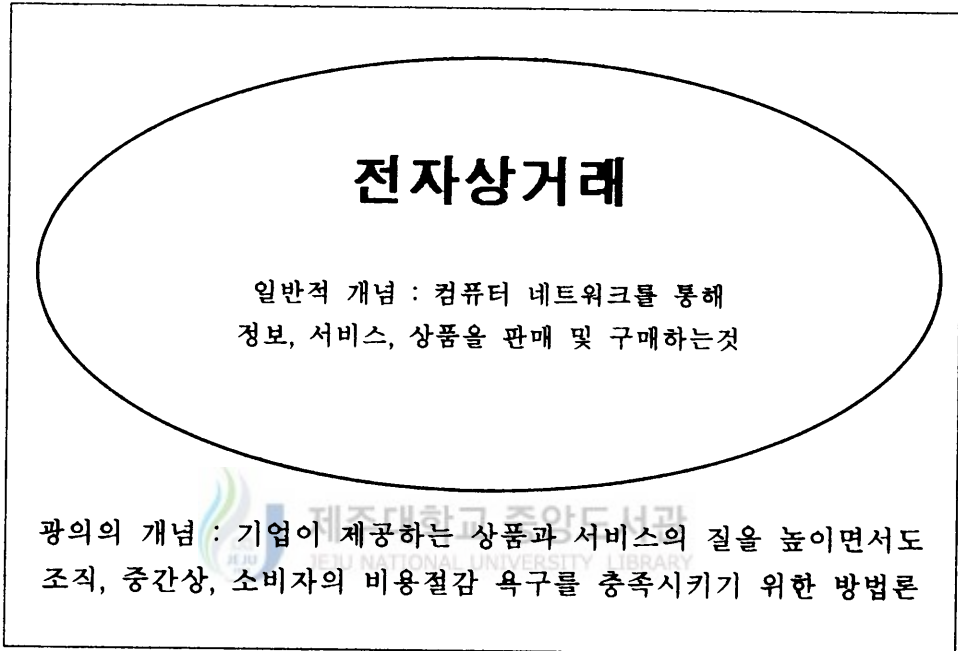 전자상거래
일반적 개념 : 컴퓨터 네트워크를 통해
정보, 서비스, 상품을 판매 및 구매하는것
제주대학교 중앙도서관
JEJU NATIONAL UNIVERSITY LIBRARY
광의의 개념 : 기업이 제공하는 상품과 서비스의 질을 높이면서도
조직, 중간상, 소비자의 비용절감 욕구를 충족시키기 위한 방법론